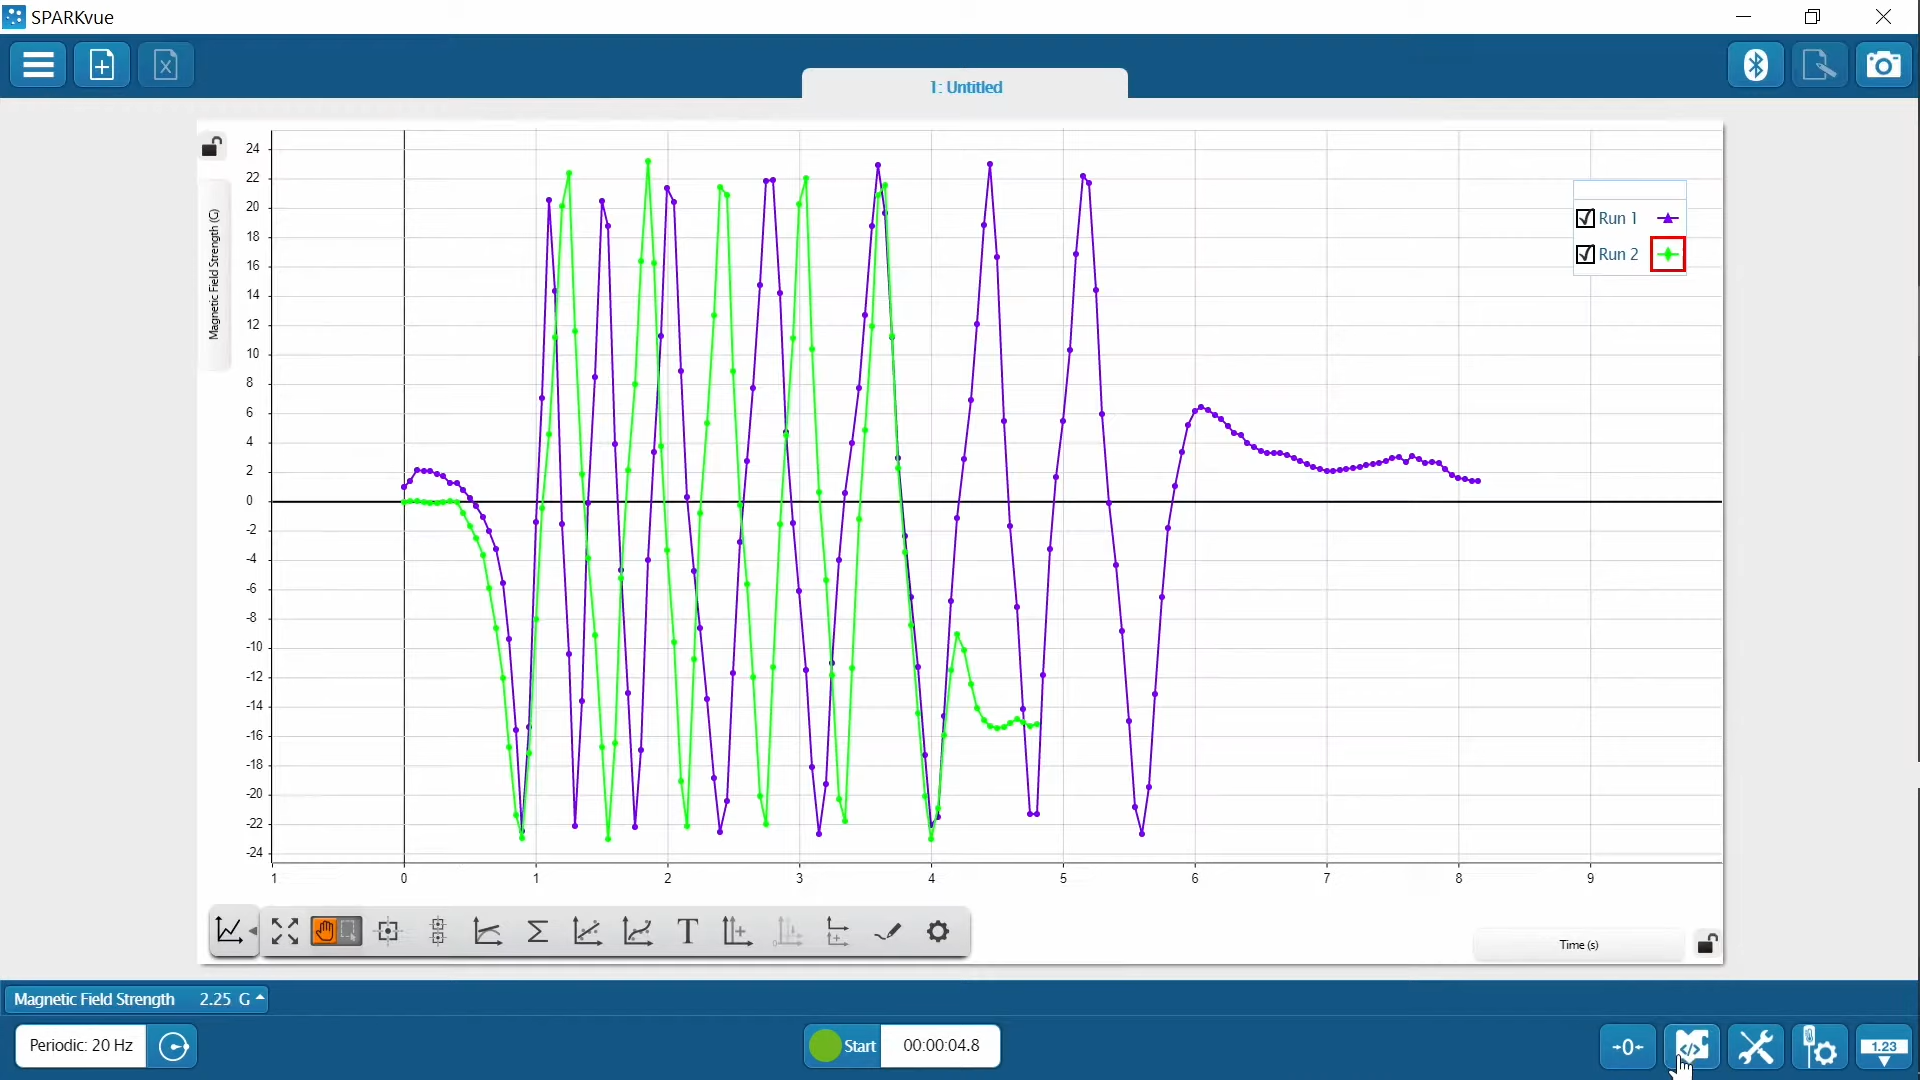 SPARKvue
1: Untitled
Magnetic Field Strength (G)
24
22
20
18
16
14
12
10
8
6
4
2
0
-2
-4
-6
-8
-10
-12
-14
-16
-18
-20
-22
-24
Run 1
Run 2
1 0 1 2 3 4 5 6 7 8 9
T
Time (s)
Magnetic Field Strength 2.25 G
Periodic: 20 Hz
Start 00:00:04.8
→0←
</>
1.23